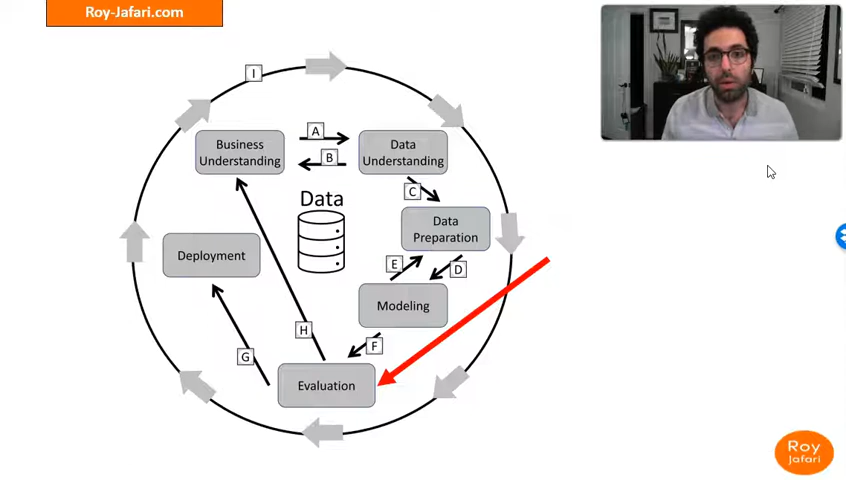 Roy-Jafari.com
I
A
Business
Understanding
Data
Understanding
B
C
Data
Data
Preparation
Deployment
E
D
Modeling
H
F
G
Evaluation
Roy
Jafari